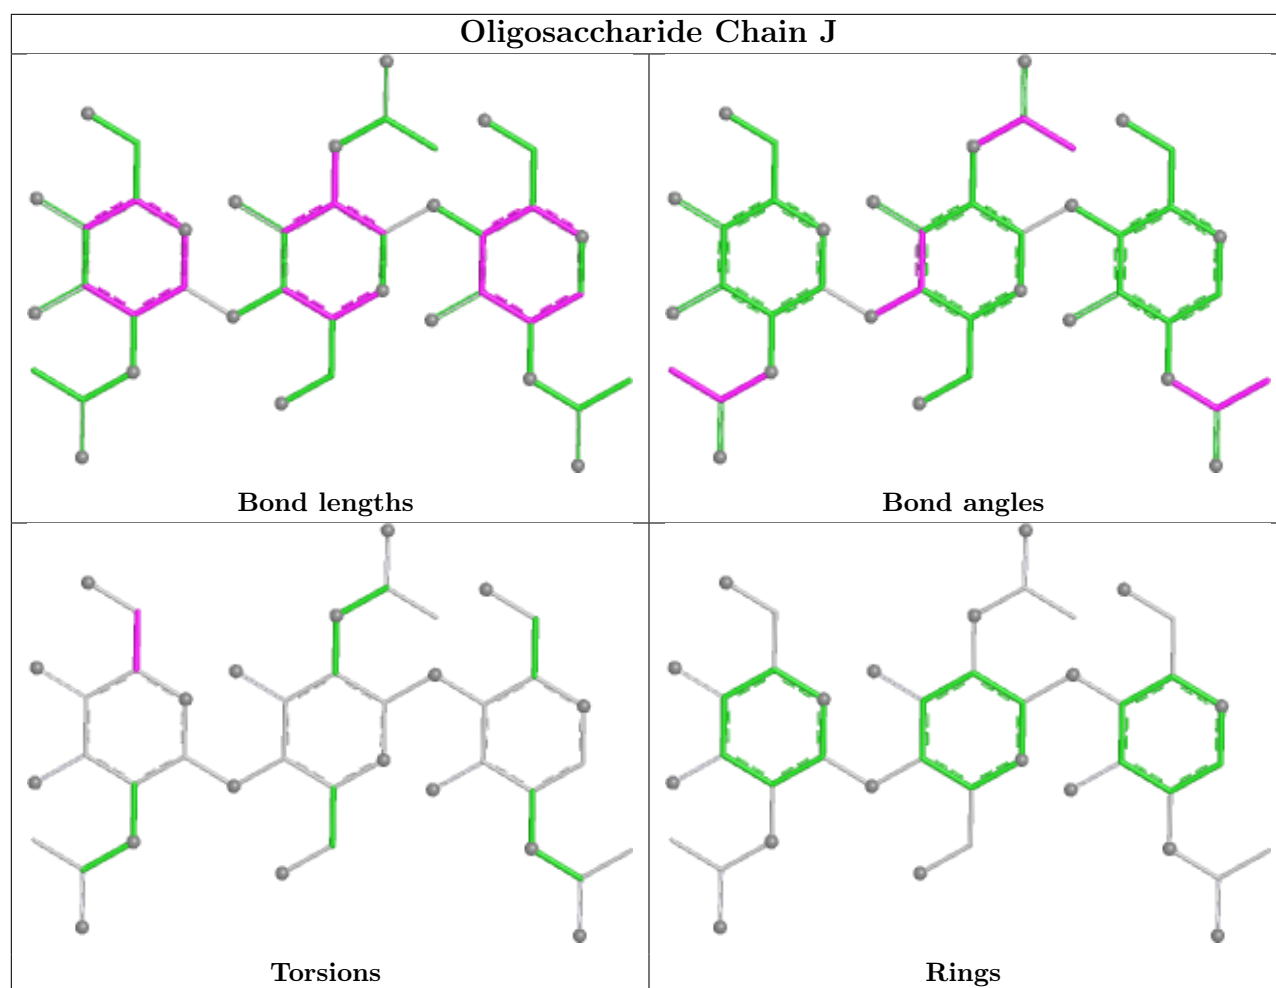 Oligosaccharide Chain J
Bond lengths
Bond angles
Torsions
Rings